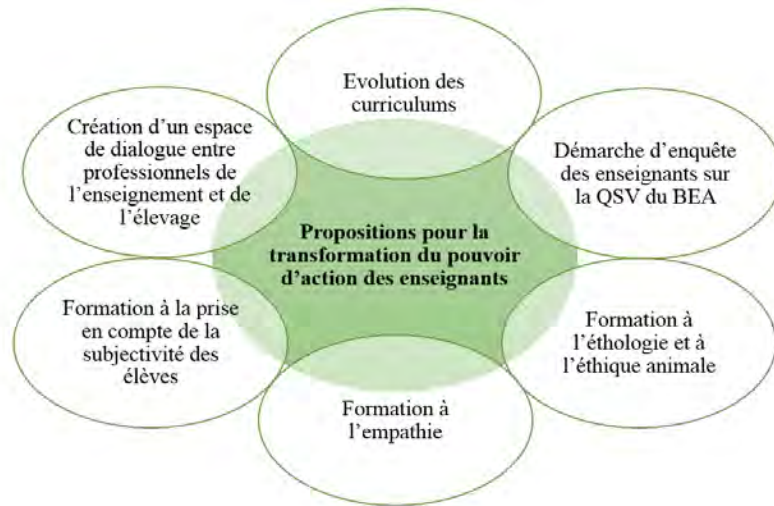 Evolution des
curriculums
Création d'un espace
de dialogue entre
professionnels de
l'enseignement et de
l'élevage
Démarche d'enquête
des enseignants sur
la QSV du BEA
Propositions pour la
transformation du pouvoir
d'action des enseignants
Formation à la prise
en compte de la
subjectivité des
élèves
Formation à
l'éthologie et à
l'éthique animale
Formation à
l'empathie